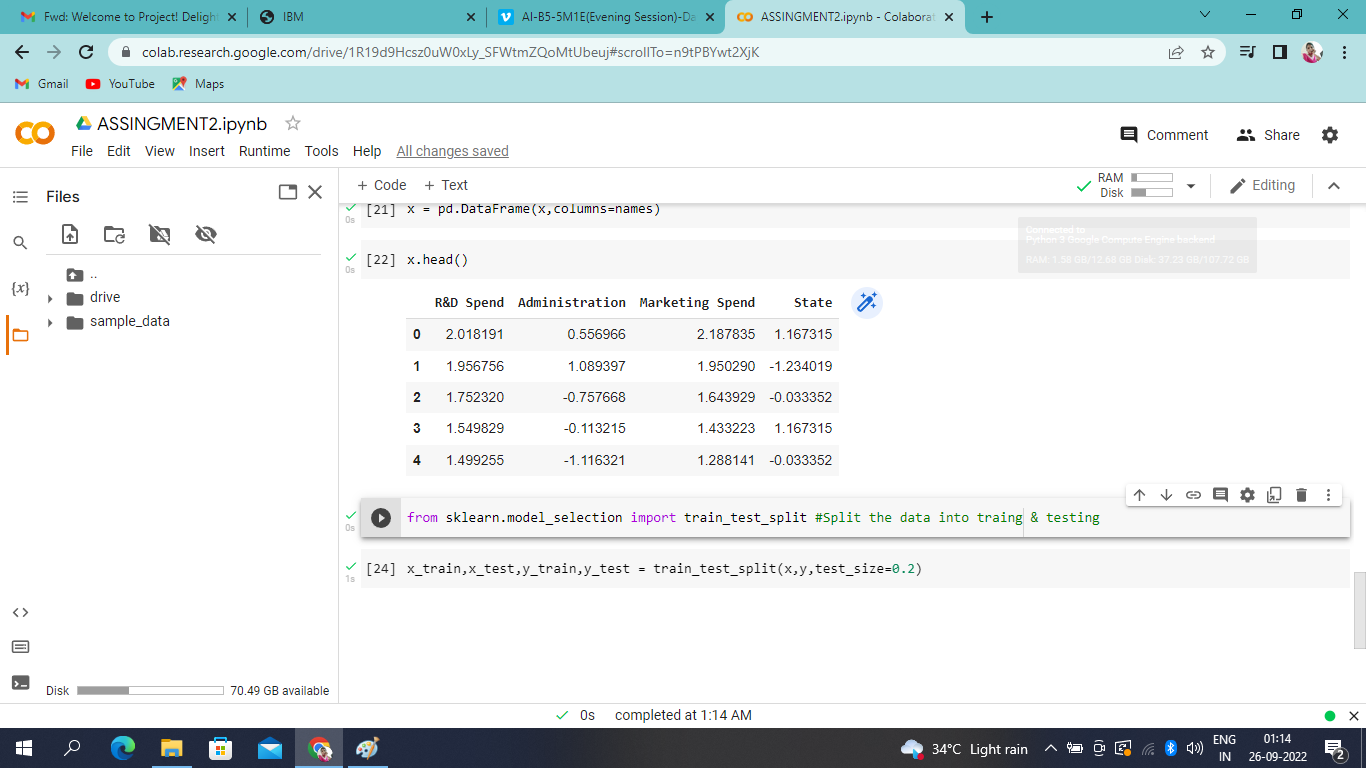 Fwd: Welcome to Project! Delight
IBM
AI-B5-5M1E(Evening Session)-Da
ASSINGMENT2.ipynb - Colaborat
colab.research.google.com/drive/1R19d9Hcsz0uW0xLy_SFWtmZQoMtUbeuj#scrollTo=n9tPBYwt2XjK
Gmail YouTube Maps
ASSINGMENT2.ipynb
Comment Share
File Edit View Insert Runtime Tools Help All changes saved
Files
+ Code + Text
RAM
Disk
Editing
[21] x = pd.DataFrame(x,columns=names)
0s
Connected to
Python 3 Google Compute Engine backend
RAM: 1.58 GB/12.68 GB Disk: 37.23 GB/107.72 GB
[22] x.head()
0s
{x}
..
drive
sample_data
R&D Spend Administration Marketing Spend State
0 2.018191 0.556966 2.187835 1.167315
1 1.956756 1.089397 1.950290 -1.234019
2 1.752320 -0.757668 1.643929 -0.033352
3 1.549829 -0.113215 1.433223 1.167315
4 1.499255 -1.116321 1.288141 -0.033352
from sklearn.model_selection import train_test_split #Split the data into traing & testing
0s
[24] x_train,x_test,y_train,y_test = train_test_split(x,y,test_size=0.2)
1s
Disk 70.49 GB available
0s completed at 1:14 AM
34°C Light rain
ENG
IN
01:14
26-09-2022
2